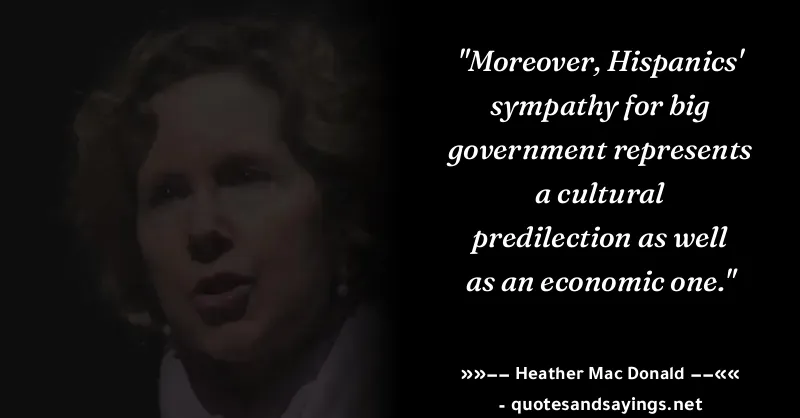 "Moreover, Hispanics'
sympathy for big
government represents
a cultural
predilection as well
as an economic one."
»»–– Heather Mac Donald ––««
- quotesandsayings.net